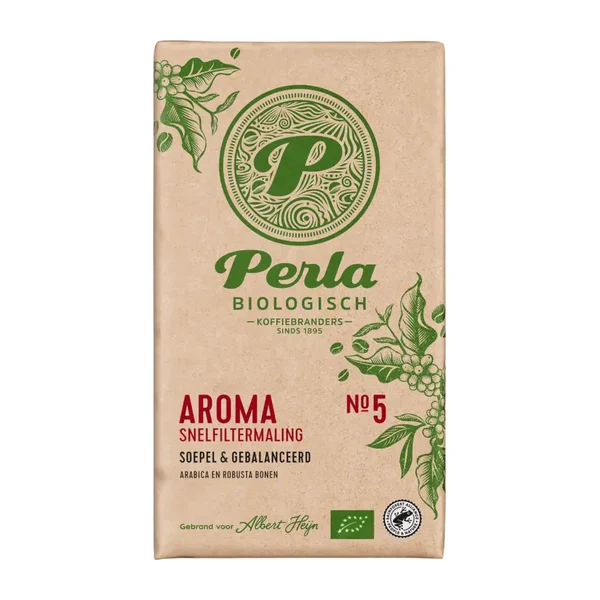 P
Perla
BIOLOGISCH
KOFFIEBRANDERS
SINDS 1895
AROMA Nº5
SNELFILTERMALING
SOEPEL & GEBALANCEERD
ARABICA EN ROBUSTA BONEN
Gebrand voor Albert Heijn